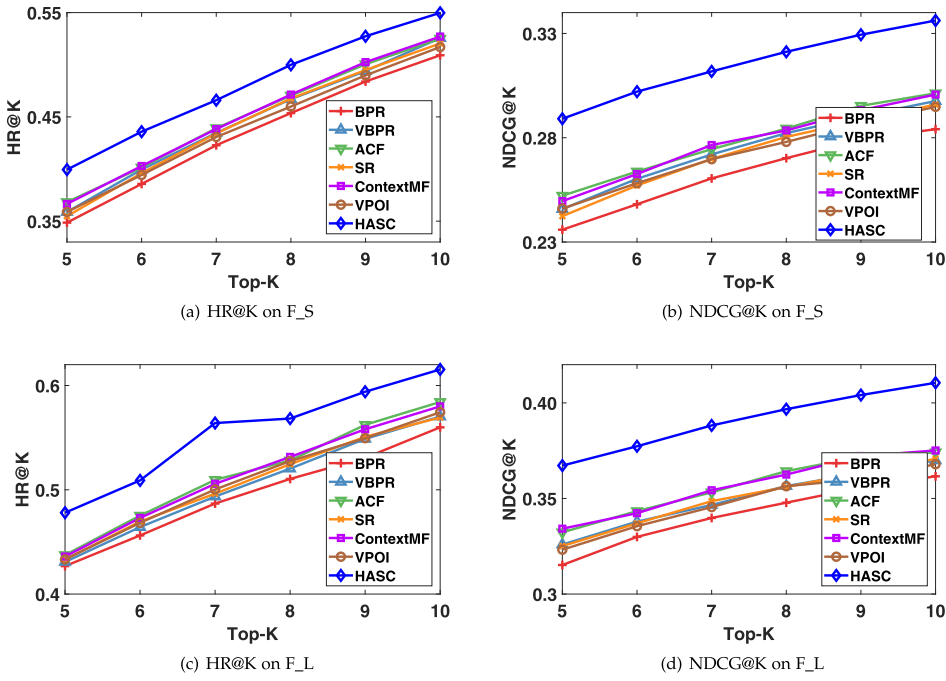 HR@K
0.55
0.45
0.35
5 6 7 8 9 10
Top-K
BPR
VBPR
ACF
SR
ContextMF
VPOI
HASC
(a) HR@K on F_S
NDCG@K
0.33
0.28
0.23
5 6 7 8 9 10
Top-K
BPR
VBPR
ACF
SR
ContextMF
VPOI
HASC
(b) NDCG@K on F_S
HR@K
0.6
0.5
0.4
5 6 7 8 9 10
Top-K
BPR
VBPR
ACF
SR
ContextMF
VPOI
HASC
(c) HR@K on F_L
NDCG@K
0.40
0.35
0.3
5 6 7 8 9 10
Top-K
BPR
VBPR
ACF
SR
ContextMF
VPOI
HASC
(d) NDCG@K on F_L